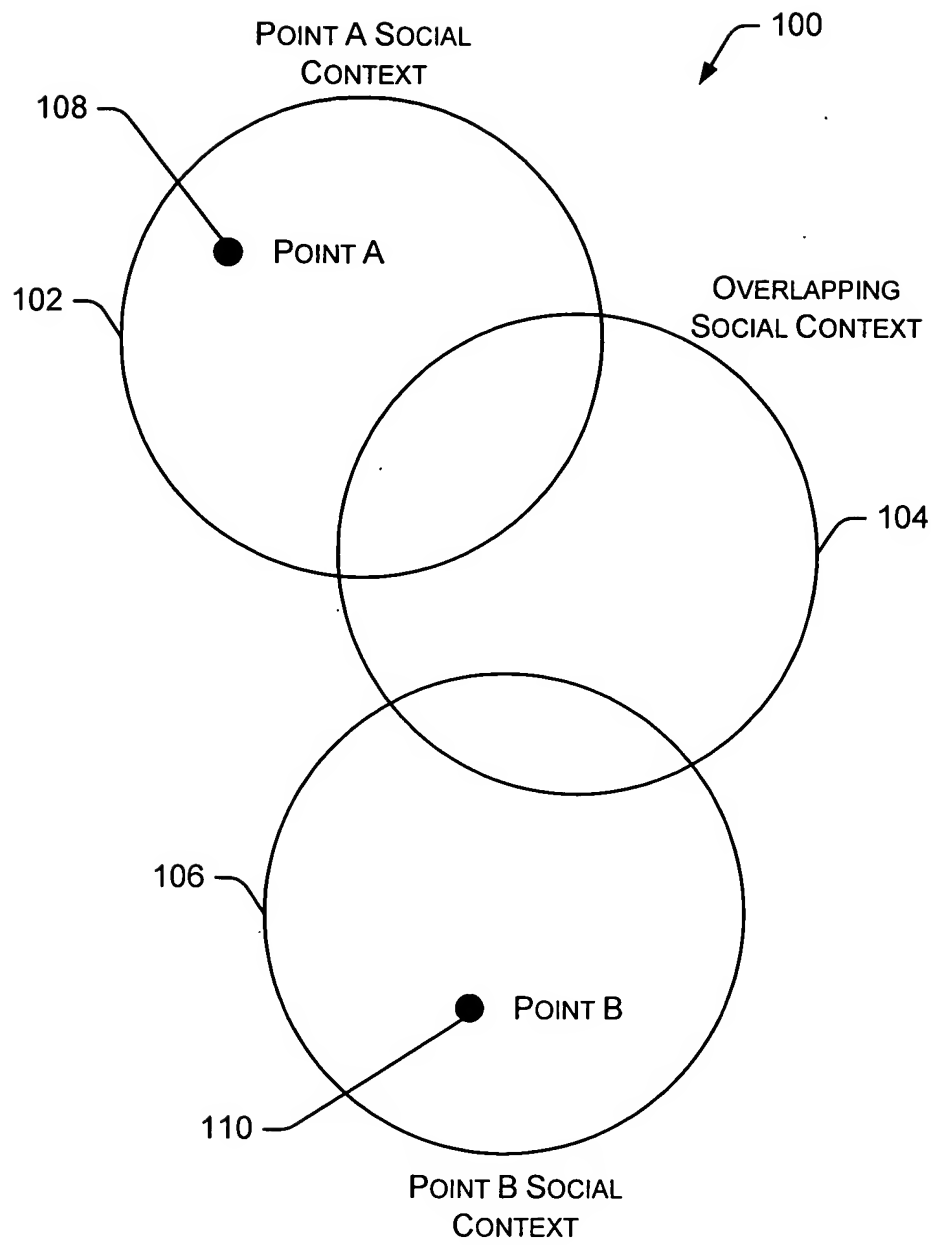 100
POINT A SOCIAL
CONTEXT
108
POINT A
102
OVERLAPPING
SOCIAL CONTEXT
104
106
POINT B
110
POINT B SOCIAL
CONTEXT